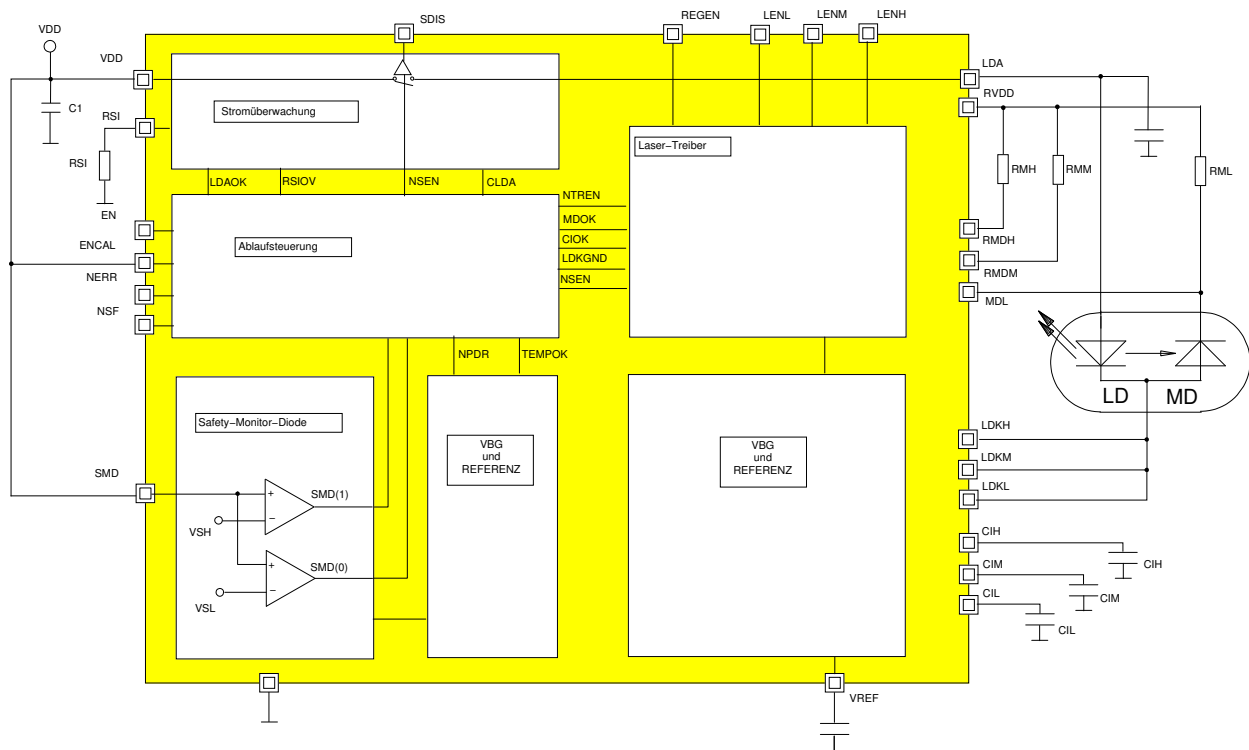 SDIS
REGEN
LENL
LENM
LENH
VDD
VDD
LDA
RVDD
C1
RSI
Stromüberwachung
Laser-Treiber
RSI
RMH
RMM
RML
LDAOK
RSIOV
NSEN
CLDA
NTREN
EN
MDOK
ENCAL
Ablaufsteuerung
CIOK
RMDH
LDKGND
NERR
NSEN
RMDM
MDL
NSF
NPDR
TEMPOK
LD
MD
Safety-Monitor-Diode
LDKH
VBG
und
REFERENZ
VBG
und
REFERENZ
LDKM
SMD
LDKL
+
SMD(1)
-
VSH
CIH
CIH
+
SMD(0)
CIM
-
CIM
VSL
CIL
CIL
VREF